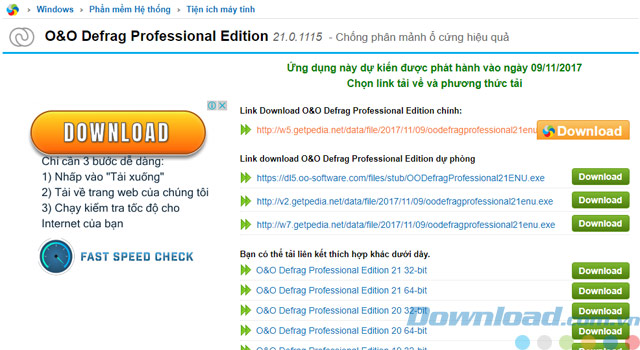 Windows › Phần mềm Hệ thống › Tiện ích máy tính
O&O Defrag Professional Edition 21.0.1115 - Chống phân mảnh ổ cứng hiệu quả
Ứng dụng này dự kiến được phát hành vào ngày 09/11/2017
Chọn link tải về và phương thức tải
DOWNLOAD
Chỉ cần 3 bước dễ dàng:
1) Nhấp vào "Tải xuống"
2) Tải về trang web của chúng tôi
3) Chạy kiểm tra tốc độ cho
Internet của bạn
FAST SPEED CHECK
Link Download O&O Defrag Professional Edition chính:
http://w5.getpedia.net/data/file/2017/11/09/oodefragprofessional21enu Download
Link download O&O Defrag Professional Edition dự phòng
https://dl5.oo-software.com/files/stub/OODefragProfessional21ENU.exe Download
http://v2.getpedia.net/data/file/2017/11/09/oodefragprofessional21enu.exe Download
http://w7.getpedia.net/data/file/2017/11/09/oodefragprofessional21enu.exe Download
Bạn có thể tải liên kết thích hợp khác dưới dây.
O&O Defrag Professional Edition 21 32-bit Download
O&O Defrag Professional Edition 21 64-bit Download
O&O Defrag Professional Edition 20 32-bit Download
O&O Defrag Professional Edition 20 64-bit Download
Download.com.vn